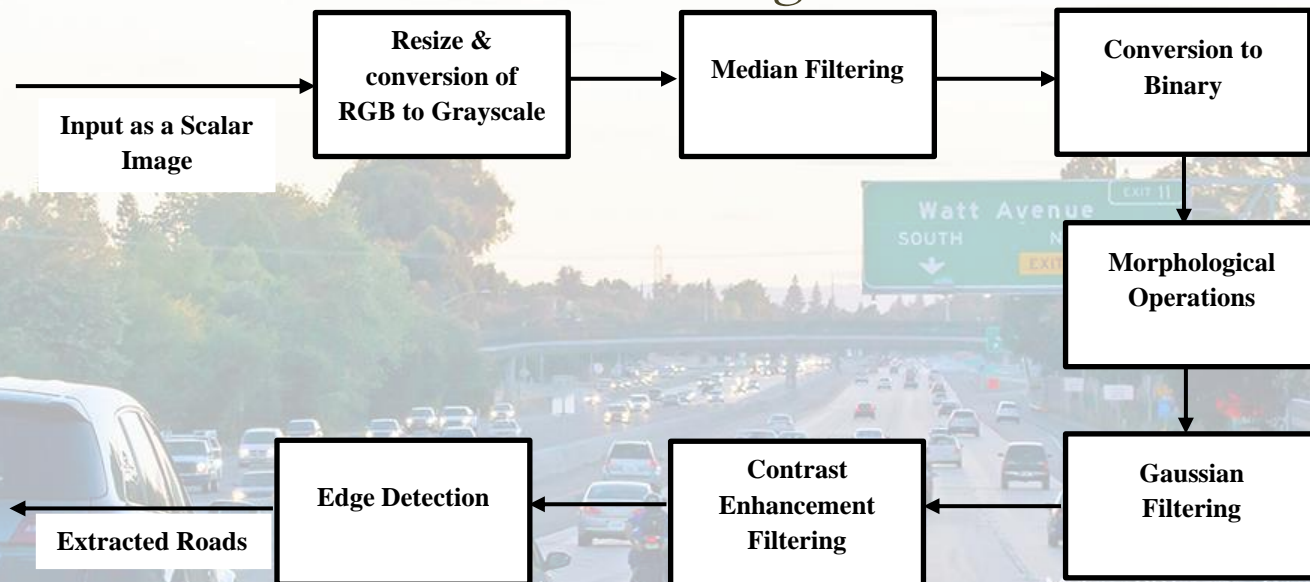 Resize &
conversion of
RGB to Grayscale
Median Filtering
Conversion to
Binary
Input as a Scalar
Image
EXIT 11
Watt Avenue
SOUTH
EXIT
Morphological
Operations
Gaussian
Filtering
Contrast
Enhancement
Filtering
Edge Detection
Extracted Roads